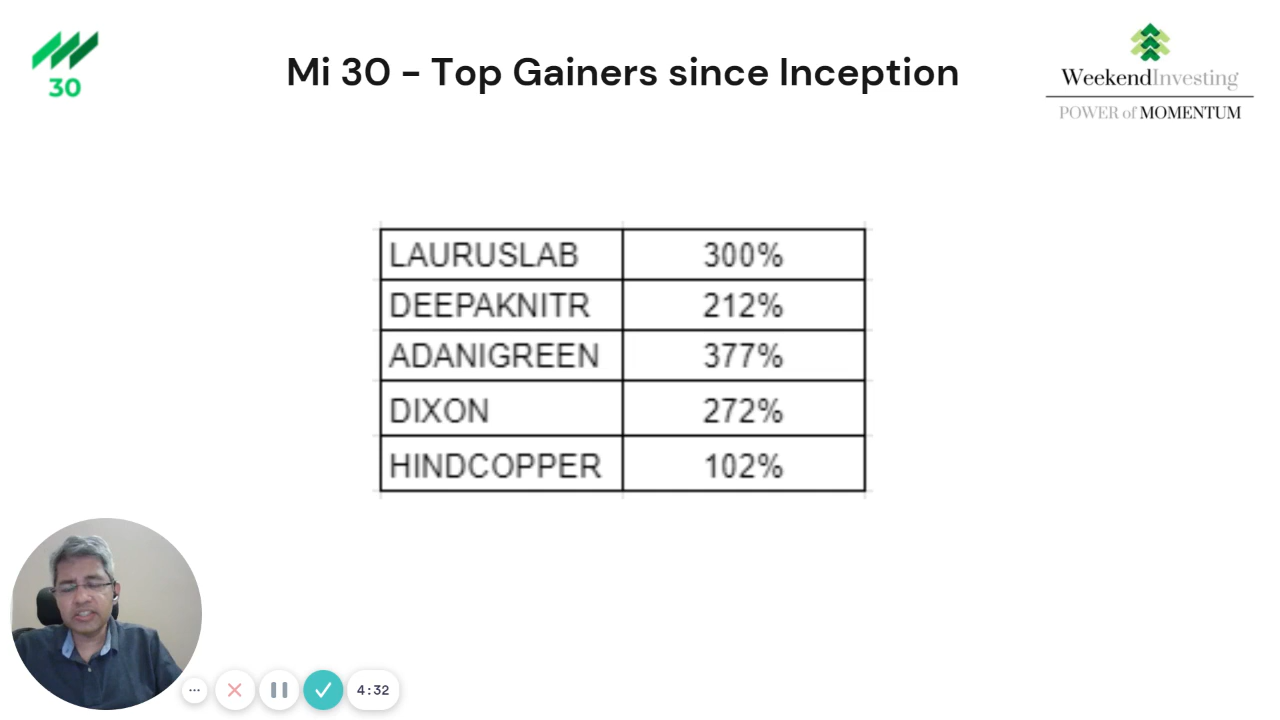 30
Mi 30 - Top Gainers since Inception
WeekendInvesting
POWER of MOMENTUM
LAURUSLAB 300%
DEEPAKNITR 212%
ADANIGREEN 377%
DIXON 272%
HINDCOPPER 102%
4:32